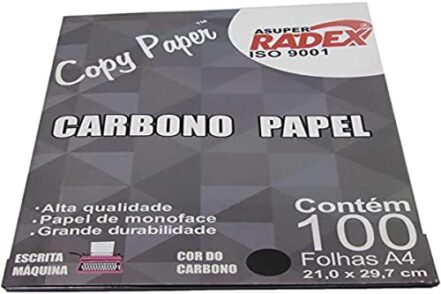 Copy Paper™
ASUPER
RADEX
ISO 9001
CARBONO PAPEL
• Alta qualidade
• Papel de monoface
• Grande durabilidade
ESCRITA
MÁQUINA
COR DO
CARBONO
Contém
100
Folhas A4
21,0 x 29,7 cm